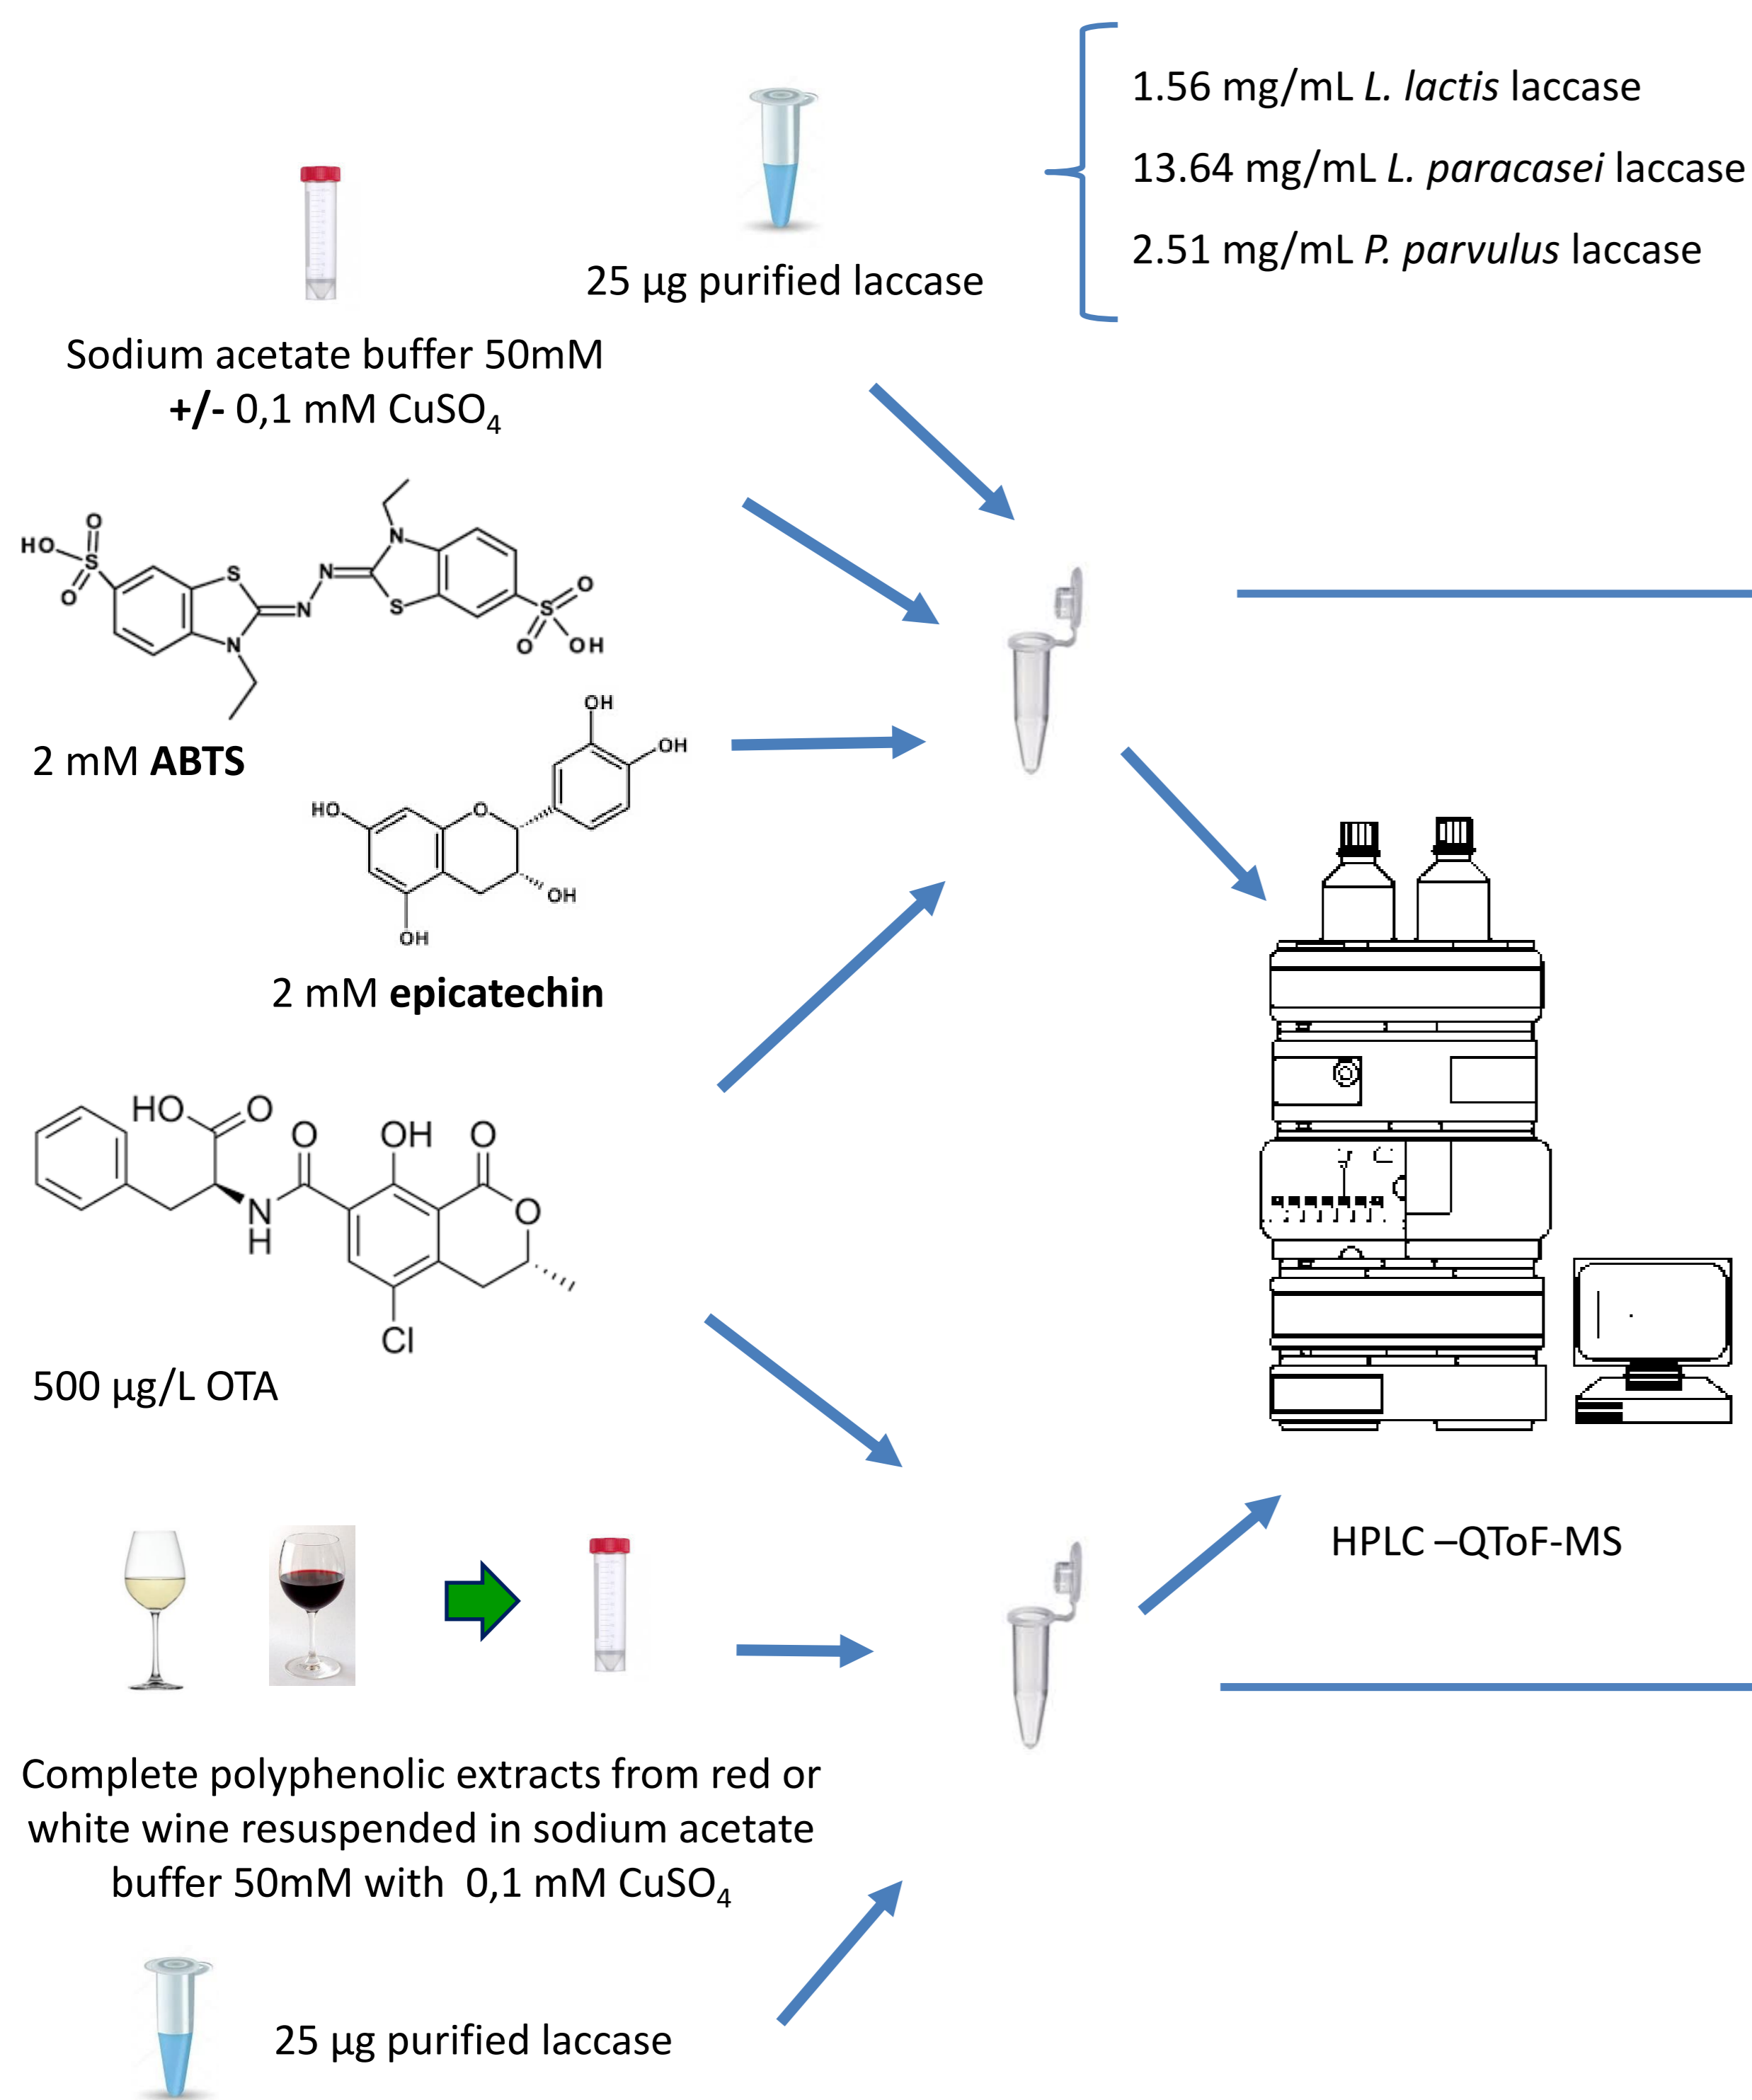 1.56 mg/mL L. lactis laccase
13.64 mg/mL L. paracasei laccase
2.51 mg/mL P. parvulus laccase
25 µg purified laccase
Sodium acetate buffer 50mM
+/- 0,1 mM CuSO₄
HO
O
S
O
S
N
N
N
N
S
O
S
O
OH
2 mM ABTS
OH
OH
HO
O
OH
OH
2 mM epicatechin
HO
O
O
OH
O
N
H
O
Cl
500 µg/L OTA
HPLC –QToF-MS
Complete polyphenolic extracts from red or
white wine resuspended in sodium acetate
buffer 50mM with  0,1 mM CuSO₄
25 µg purified laccase